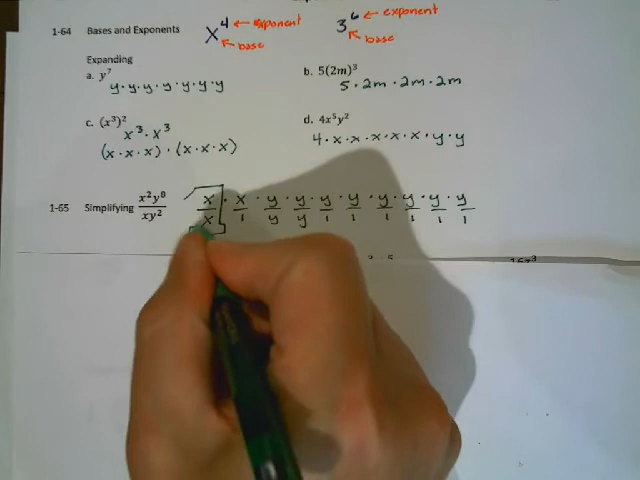 1-64 Bases and Exponents x⁴ ← exponent 3⁶ ← exponent
← base ← base
Expanding
a. y⁷ b. 5(2m)³
y·y·y·y·y·y·y 5·2m·2m·2m
c. (x³)² d. 4x⁵y²
x³·x³ 4·x·x·x·x·x·y·y
(x·x·x)·(x·x·x)
1-65 Simplifying x²y⁸/xy² x/x · x/1 · y/y · y/y · y/1 · y/1 · y/1 · y/1 · y/1 · y/1